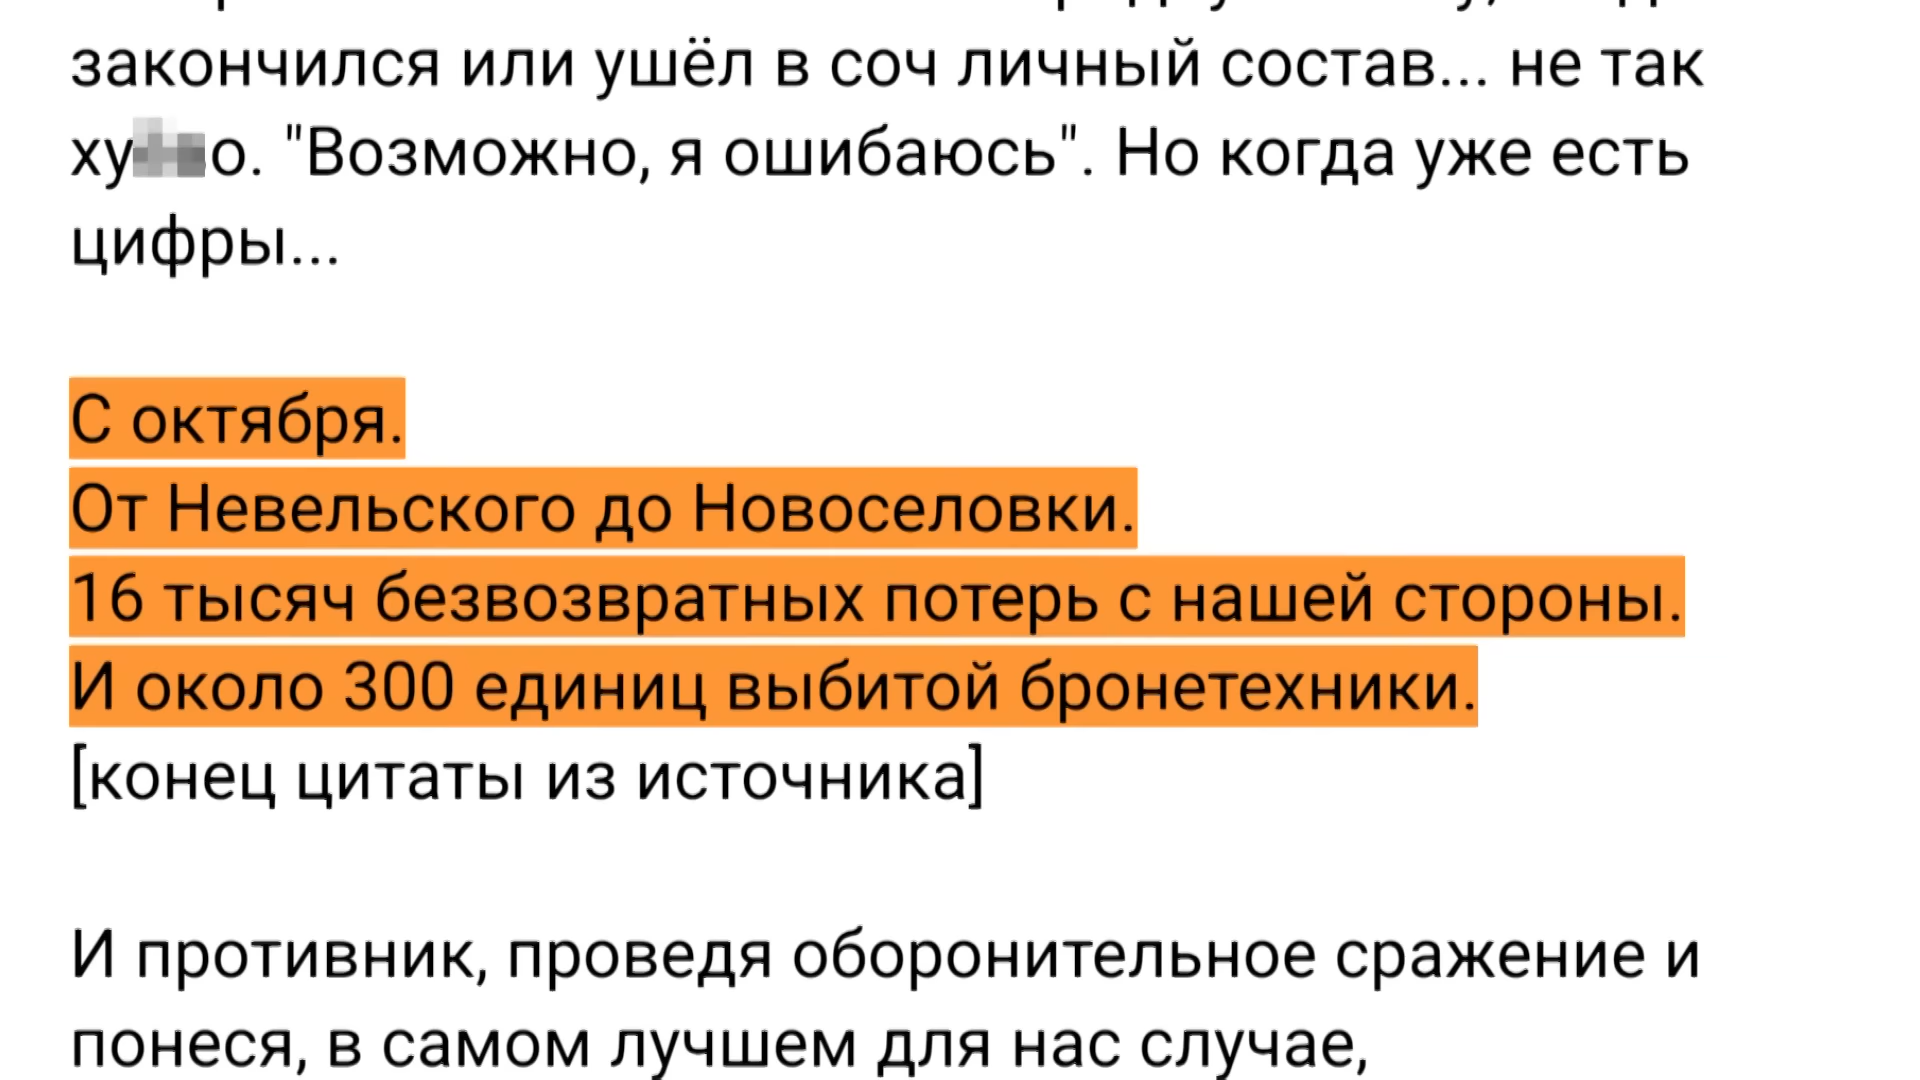 закончился или ушёл в соч личный состав... не так
ху о. "Возможно, я ошибаюсь". Но когда уже есть
цифры...
С октября.
От Невельского до Новоселовки.
16 тысяч безвозвратных потерь с нашей стороны.
И около 300 единиц выбитой бронетехники.
[конец цитаты из источника]
И противник, проведя оборонительное сражение и
понеся, в самом лучшем для нас случае,